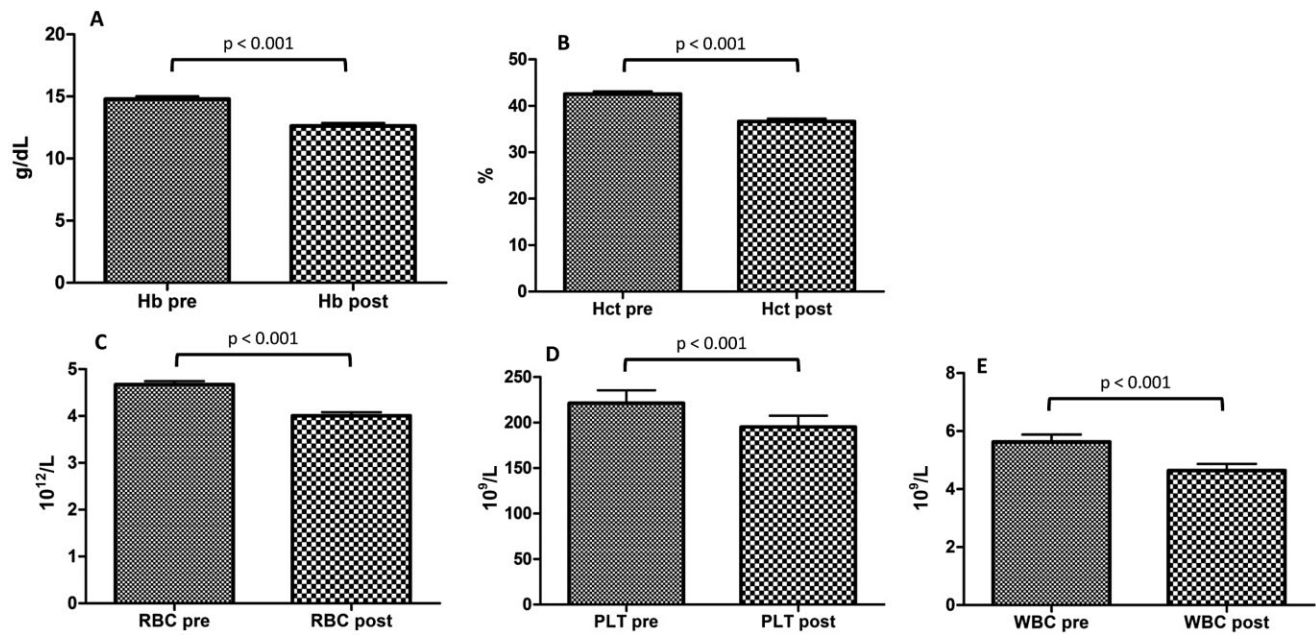 A
p < 0.001
20
15
10
5
0
g/dL
Hb pre
Hb post
B
p < 0.001
50
40
30
20
10
0
%
Hct pre
Hct post
C
p < 0.001
5
4
3
2
1
0
10¹²/L
RBC pre
RBC post
D
p < 0.001
250
200
150
100
50
0
10⁹/L
PLT pre
PLT post
E
p < 0.001
8
6
4
2
0
10⁹/L
WBC pre
WBC post